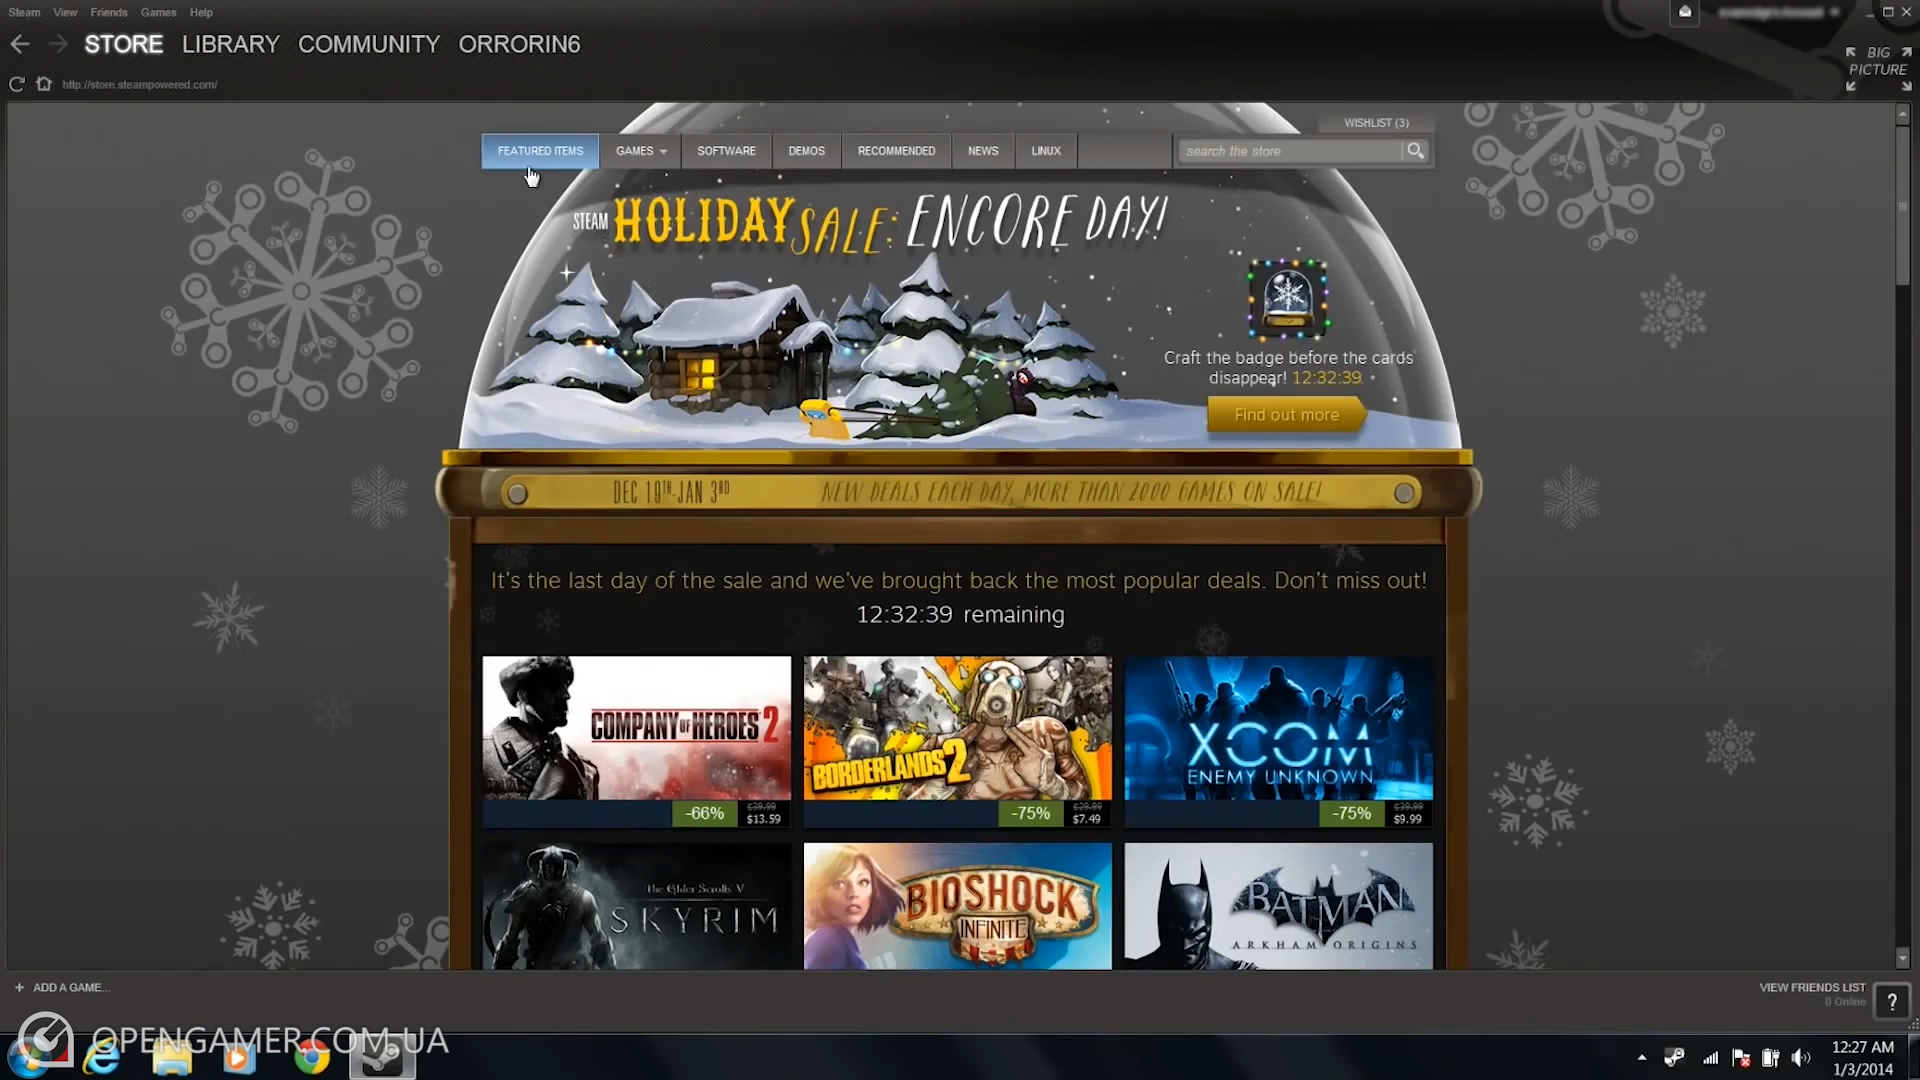 Steam View Friends Games Help
STORE LIBRARY COMMUNITY ORRORIN6
BIG PICTURE
http://store.steampowered.com/
WISHLIST (3)
FEATURED ITEMS GAMES SOFTWARE DEMOS RECOMMENDED NEWS LINUX search the store
STEAM HOLIDAY SALE: ENCORE DAY!
Craft the badge before the cards
disappear! 12:32:39
Find out more
DEC 19TH-JAN 3RD NEW DEALS EACH DAY, MORE THAN 2000 GAMES ON SALE!
It's the last day of the sale and we've brought back the most popular deals. Don't miss out!
12:32:39 remaining
COMPANY OF HEROES 2
-66% $39.99 $13.59
BORDERLANDS 2
-75% $29.99 $7.49
XCOM
ENEMY UNKNOWN
-75% $39.99 $9.99
The Elder Scrolls V
SKYRIM
BIOSHOCK
INFINITE
BATMAN
ARKHAM ORIGINS
+ ADD A GAME...
VIEW FRIENDS LIST
0 Online
?
OPENGAMER.COM.UA
12:27 AM
1/3/2014